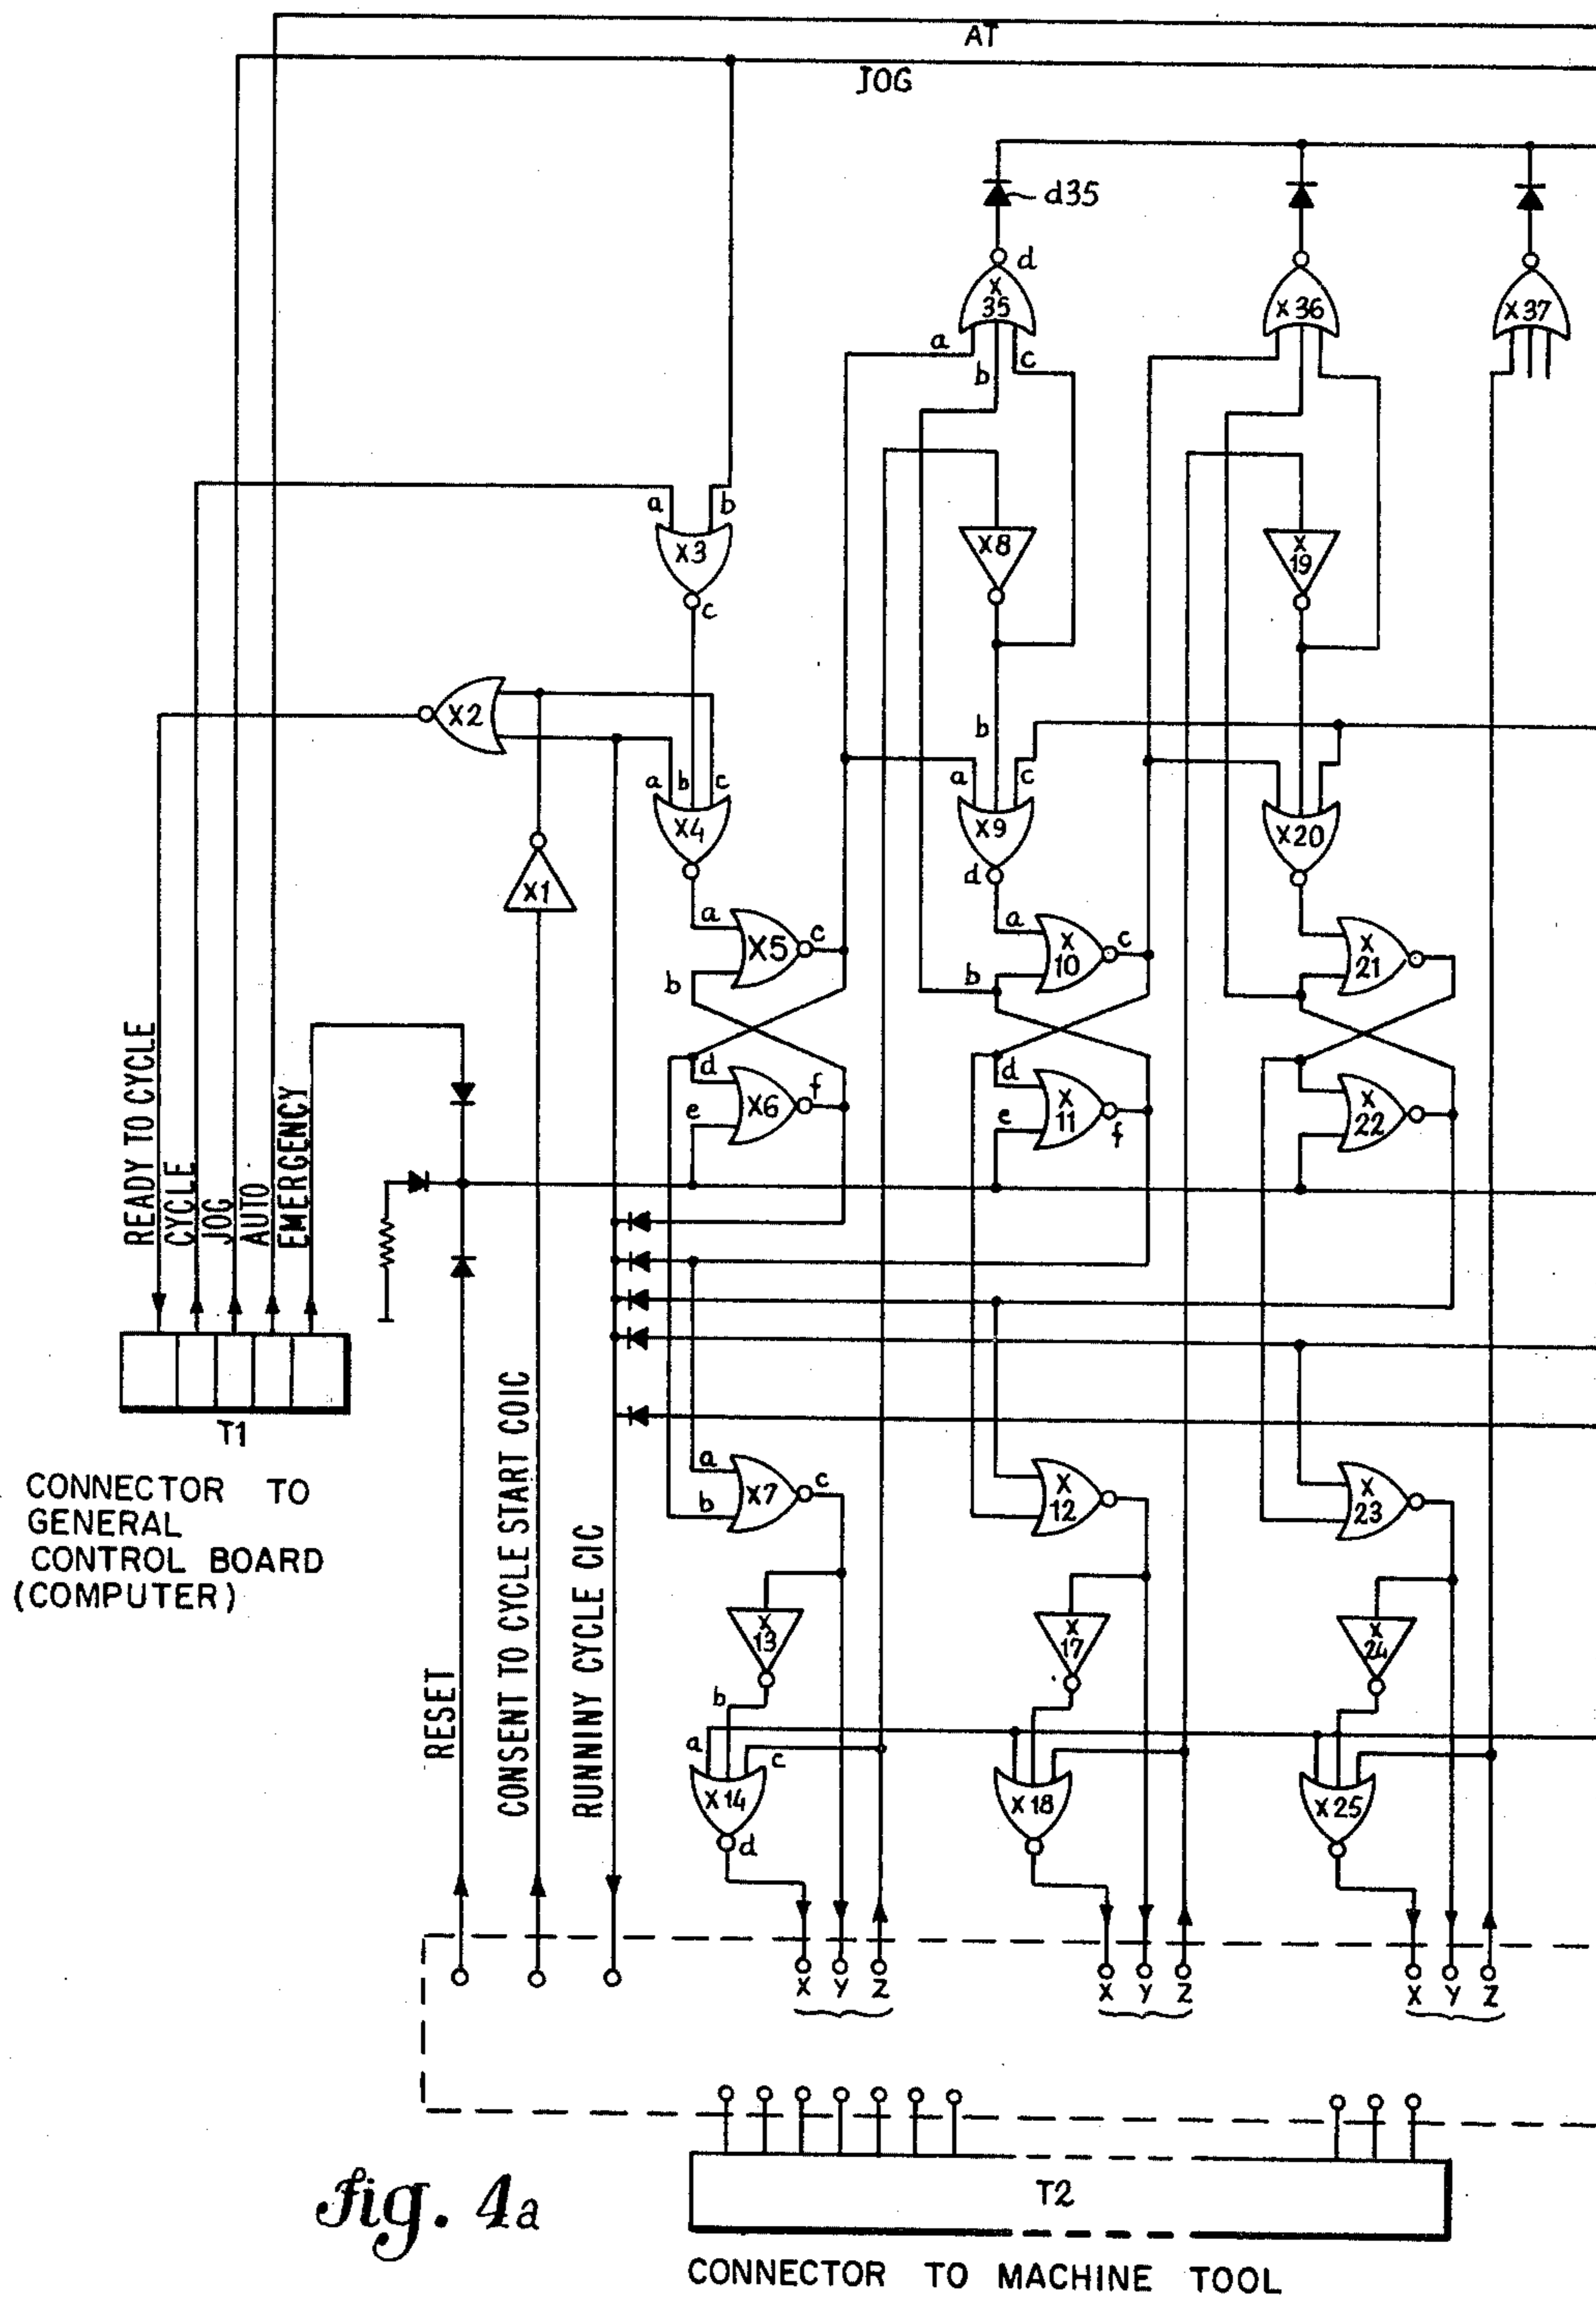 AT
JOG
d35
d
X 35
X36
X37
a
b
c
a
b
X3
c
X8
X 19
X2
b
a
b
c
a
c
X4
X9
X20
d
X1
a
X5
c
b
a
X 10
c
b
X 21
d
X6
f
e
d
X 11
f
e
X 22
READY TO CYCLE
CYCLE
JOG
AUTO
EMERGENCY
T1
CONNECTOR TO
GENERAL
CONTROL BOARD
(COMPUTER)
RESET
CONSENT TO CYCLE START COIC
RUNNINY CYCLE CIC
a
b
X7
c
X 12
X 23
X 13
X 17
X 24
b
a
c
X14
d
X18
X25
X Y Z
X Y Z
X Y Z
T2
fig. 4a
CONNECTOR TO MACHINE TOOL